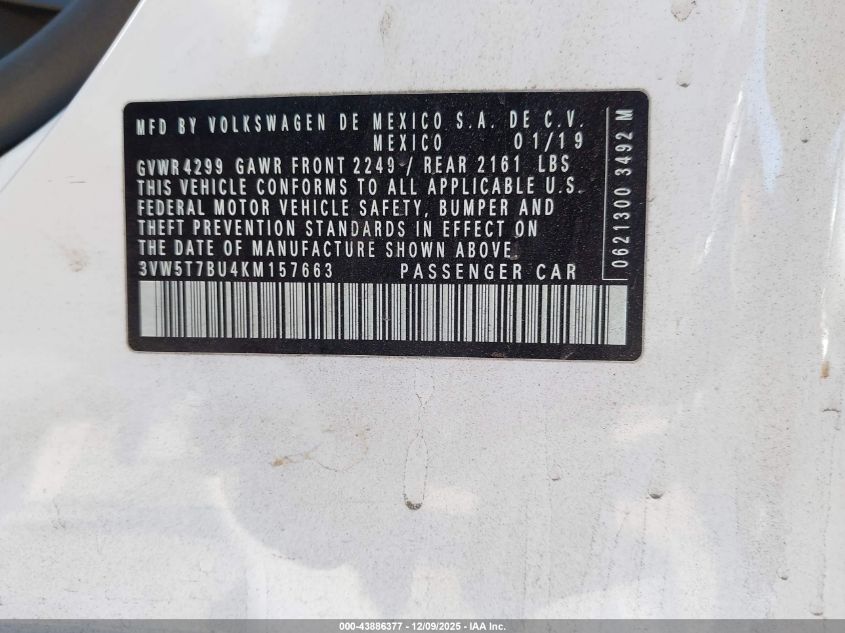 MFD BY VOLKSWAGEN DE MEXICO S.A. DE C.V.
MEXICO 01/19
GVWR 4299 GAWR FRONT 2249 / REAR 2161 LBS
THIS VEHICLE CONFORMS TO ALL APPLICABLE U.S.
FEDERAL MOTOR VEHICLE SAFETY, BUMPER AND
THEFT PREVENTION STANDARDS IN EFFECT ON
THE DATE OF MANUFACTURE SHOWN ABOVE.
3VW5T7BU4KM157663 PASSENGER CAR
0621300 3492 M
000-43886377 - 12/09/2025 - IAA Inc.